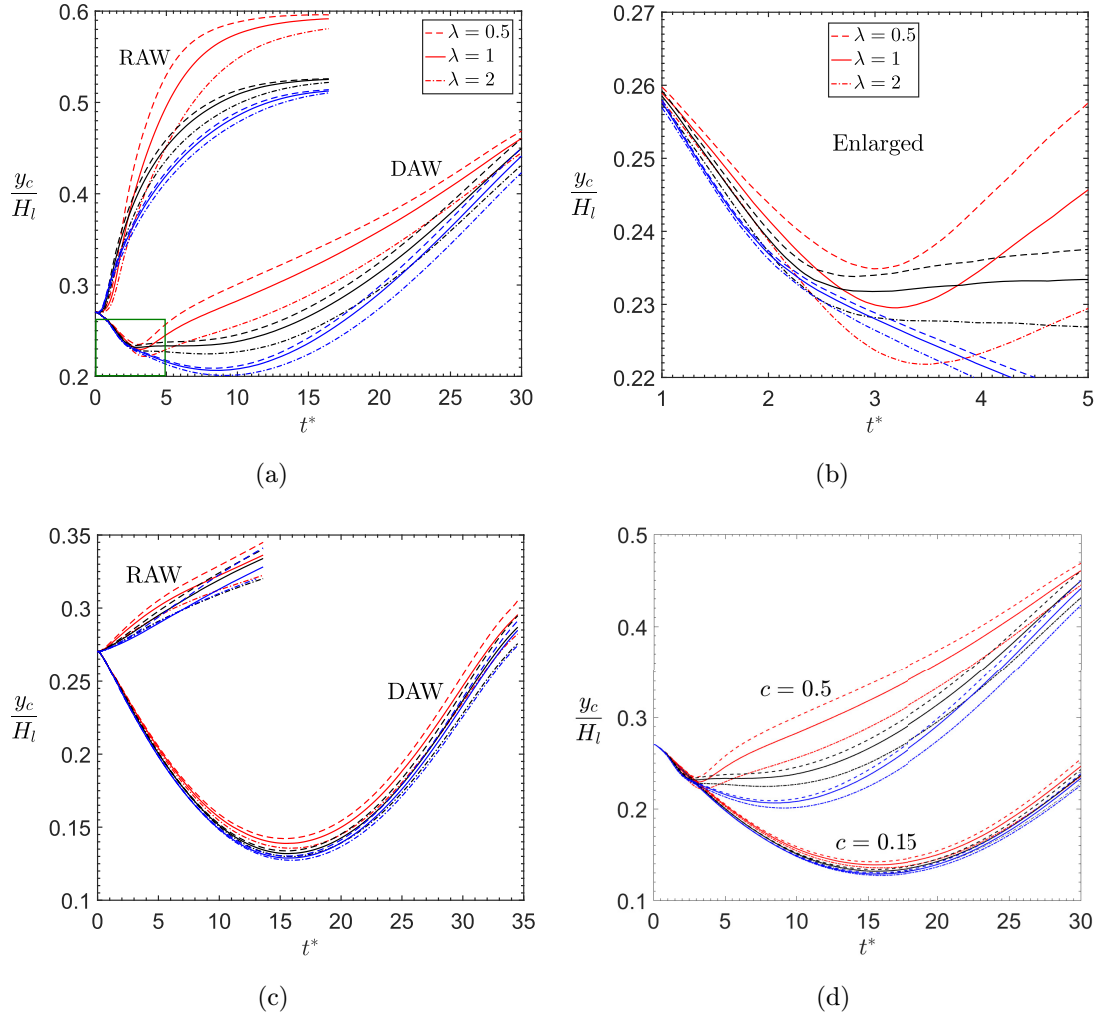 0.6
0.5
0.4
0.3
0.2
0 5 10 15 20 25 30
y_c
H_l
t*
RAW
DAW
λ = 0.5
λ = 1
λ = 2
(a)
0.27
0.26
0.25
0.24
0.23
0.22
1 2 3 4 5
y_c
H_l
t*
λ = 0.5
λ = 1
λ = 2
Enlarged
(b)
0.35
0.3
0.25
0.2
0.15
0.1
0 5 10 15 20 25 30 35
y_c
H_l
t*
RAW
DAW
(c)
0.5
0.4
0.3
0.2
0.1
0 5 10 15 20 25 30
y_c
H_l
t*
c = 0.5
c = 0.15
(d)